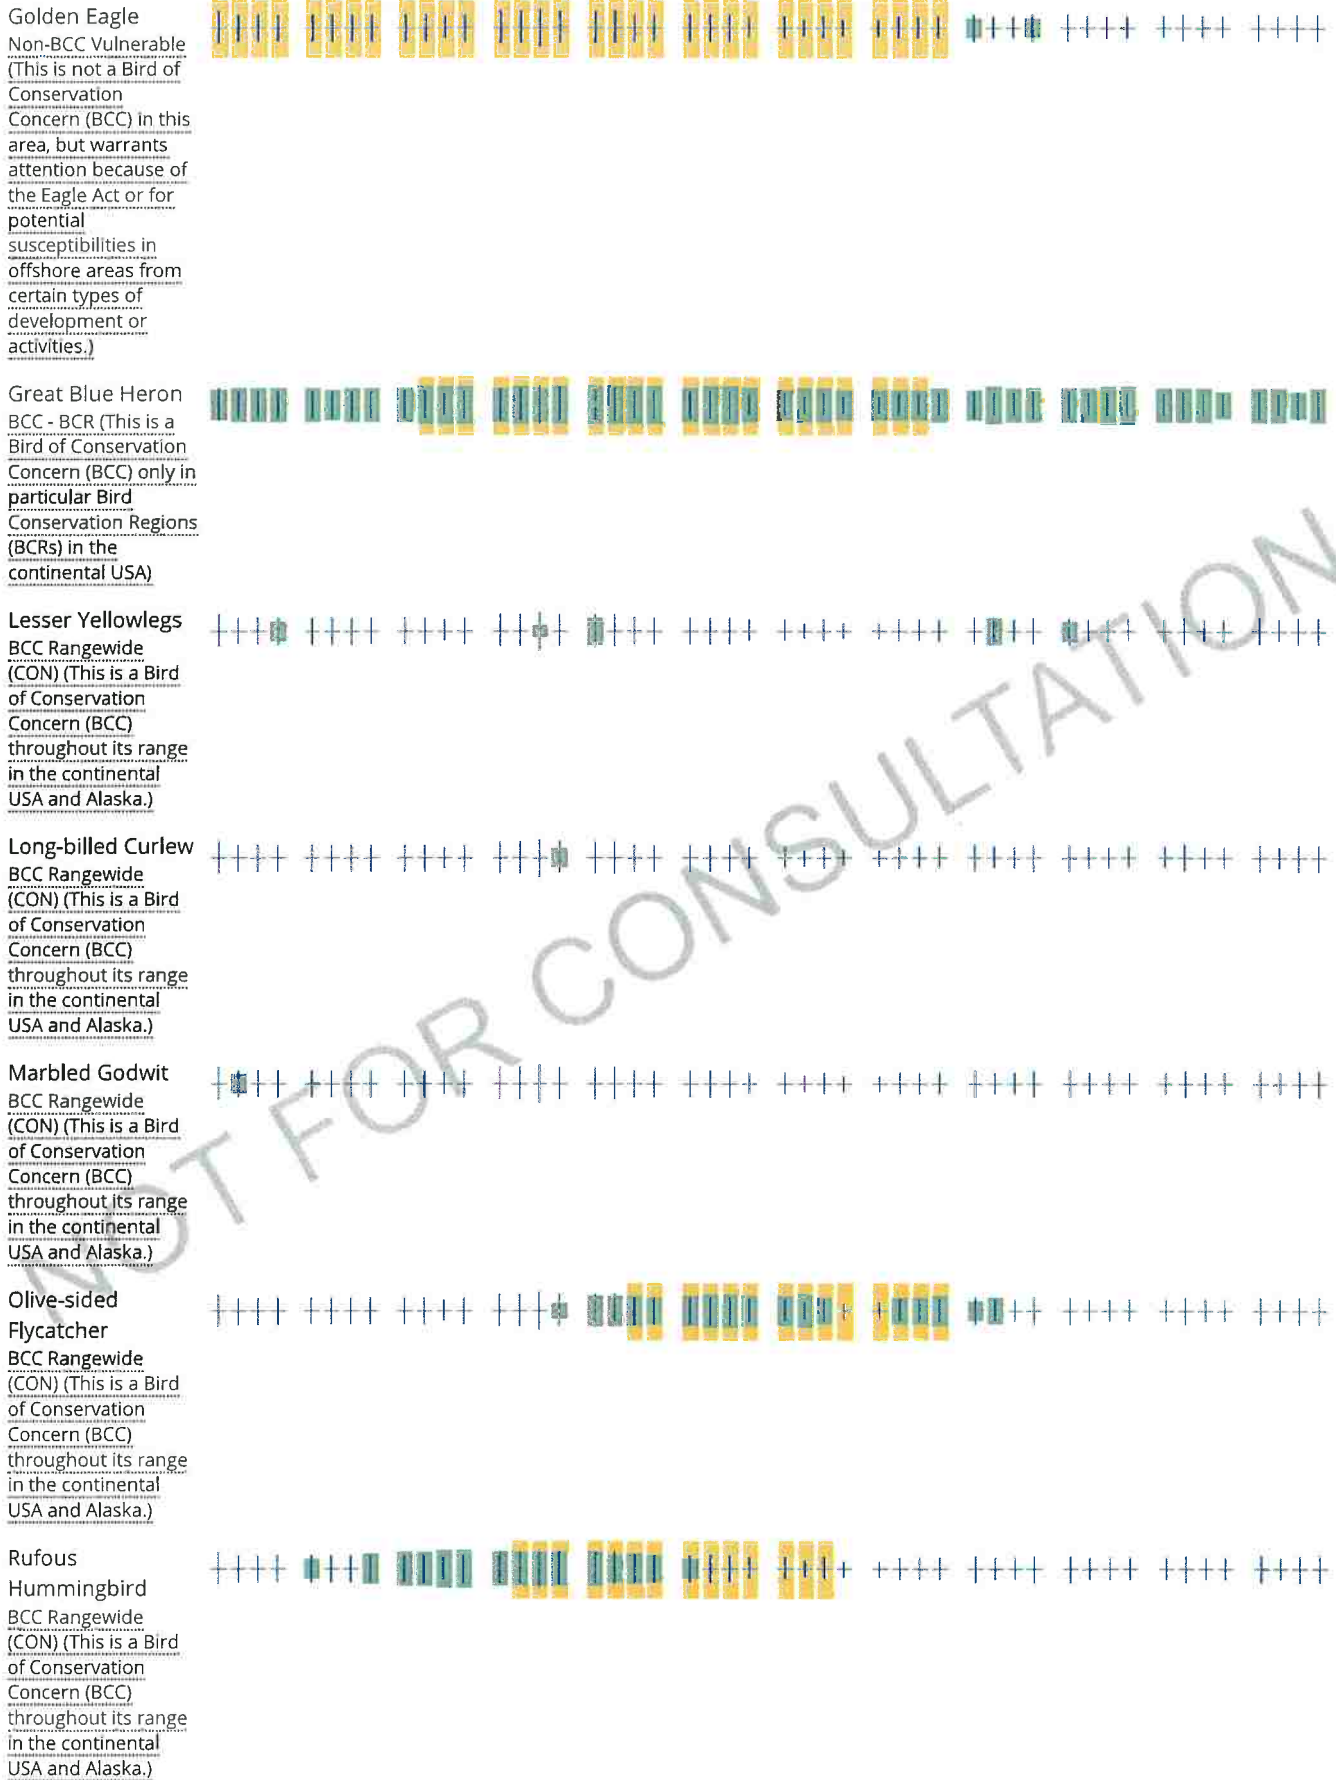 Golden Eagle
Non-BCC Vulnerable
(This is not a Bird of
Conservation
Concern (BCC) in this
area, but warrants
attention because of
the Eagle Act or for
potential
susceptibilities in
offshore areas from
certain types of
development or
activities.)
Great Blue Heron
BCC - BCR (This is a
Bird of Conservation
Concern (BCC) only in
particular Bird
Conservation Regions
(BCRs) in the
continental USA)
Lesser Yellowlegs
BCC Rangewide
(CON) (This is a Bird
of Conservation
Concern (BCC)
throughout its range
in the continental
USA and Alaska.)
Long-billed Curlew
BCC Rangewide
(CON) (This is a Bird
of Conservation
Concern (BCC)
throughout its range
in the continental
USA and Alaska.)
Marbled Godwit
BCC Rangewide
(CON) (This is a Bird
of Conservation
Concern (BCC)
throughout its range
in the continental
USA and Alaska.)
Olive-sided
Flycatcher
BCC Rangewide
(CON) (This is a Bird
of Conservation
Concern (BCC)
throughout its range
in the continental
USA and Alaska.)
Rufous
Hummingbird
BCC Rangewide
(CON) (This is a Bird
of Conservation
Concern (BCC)
throughout its range
in the continental
USA and Alaska.)
NOT FOR CONSULTATION